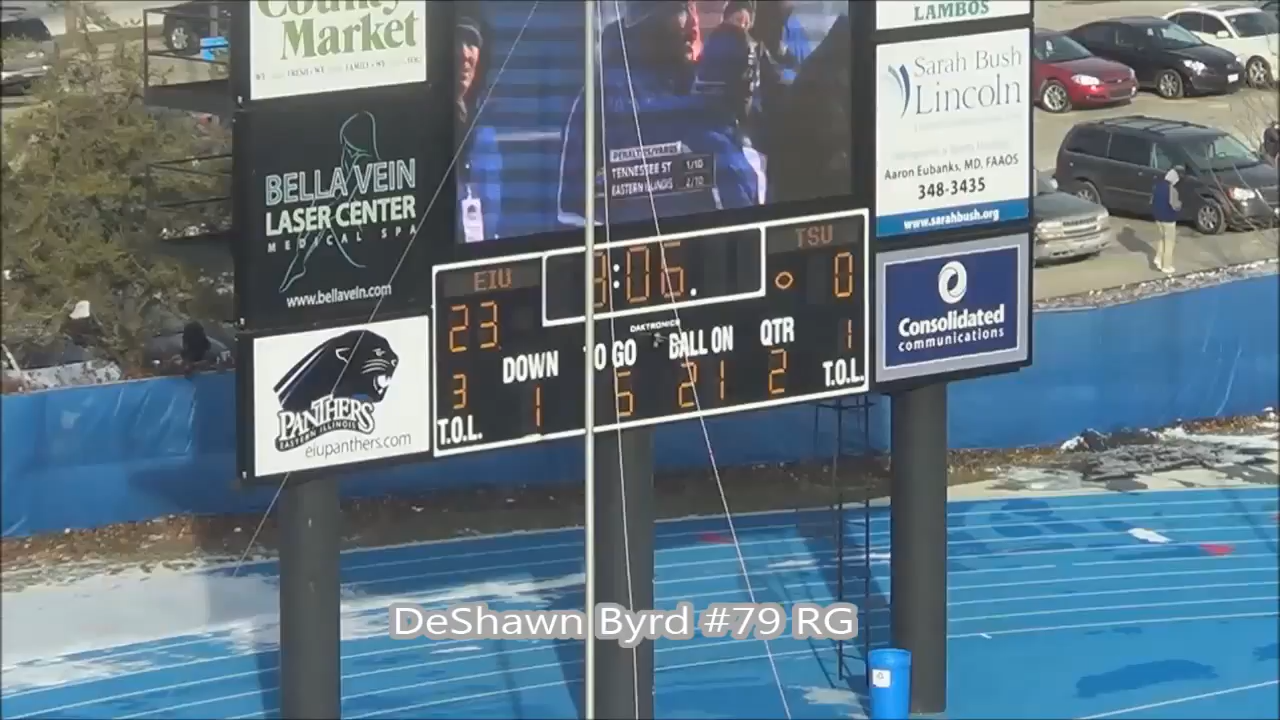 County
Market
LAMBOS
BELLA VEIN
LASER CENTER
MEDICAL SPA
www.bellavein.com
PENALTIES/YARDS
TENNESSEE ST 1/10
EASTERN ILLINOIS 2/10
Sarah Bush
Lincoln
Aaron Eubanks, MD, FAAOS
348-3435
www.sarahbush.org
EIU
:05.
TSU
23
0
DAKTRONICS
DOWN
TO GO
BALL ON
QTR
1
3
1
21
2
T.O.L.
T.O.L.
PANTHERS
EASTERN ILLINOIS
eiupanthers.com
Consolidated
communications
DeShawn Byrd #79 RG